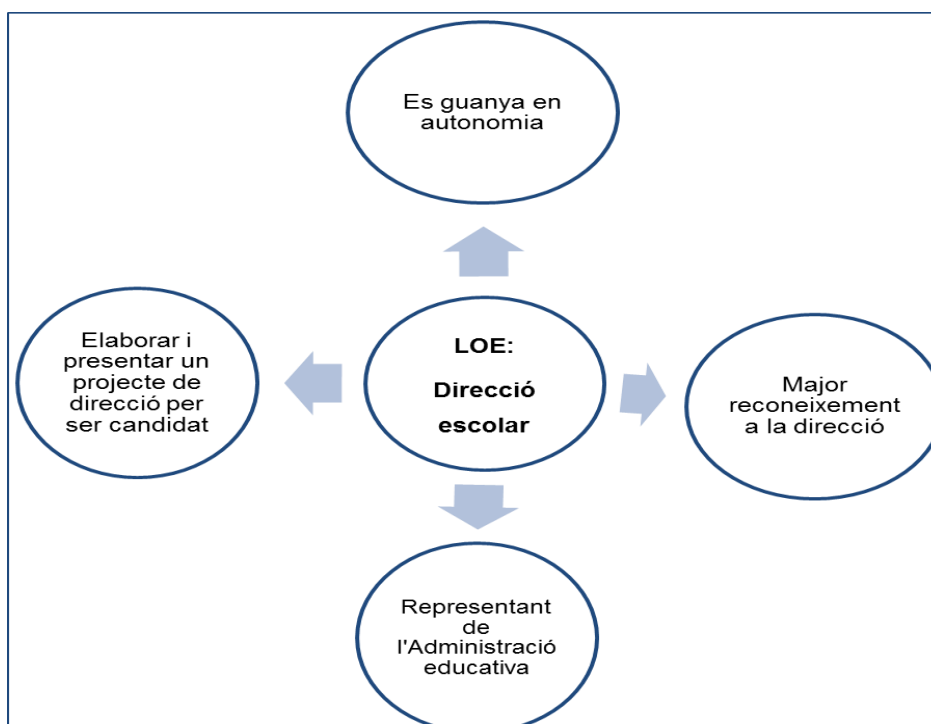 Es guanya en
autonomia
Elaborar i
presentar un
projecte de
direcció per
ser candidat
LOE:
Direcció
escolar
Major
reconeixement
a la direcció
Representant
de
l'Administració
educativa